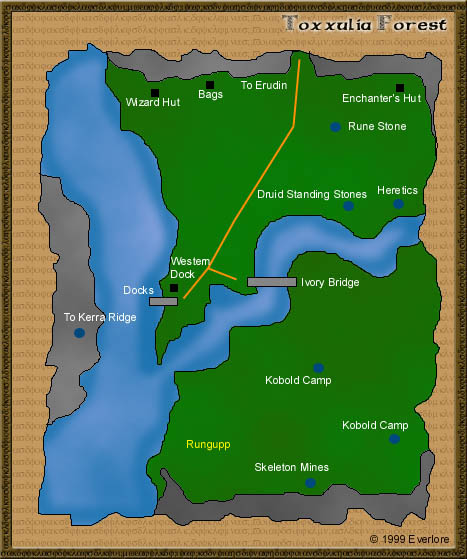 Toxxulia Forest
To Erudin
Wizard Hut
Bags
Enchanter's Hut
Rune Stone
Druid Standing Stones
Heretics
Western
Dock
Docks
Ivory Bridge
To Kerra Ridge
Kobold Camp
Kobold Camp
Rungupp
Skeleton Mines
© 1999 Everlore